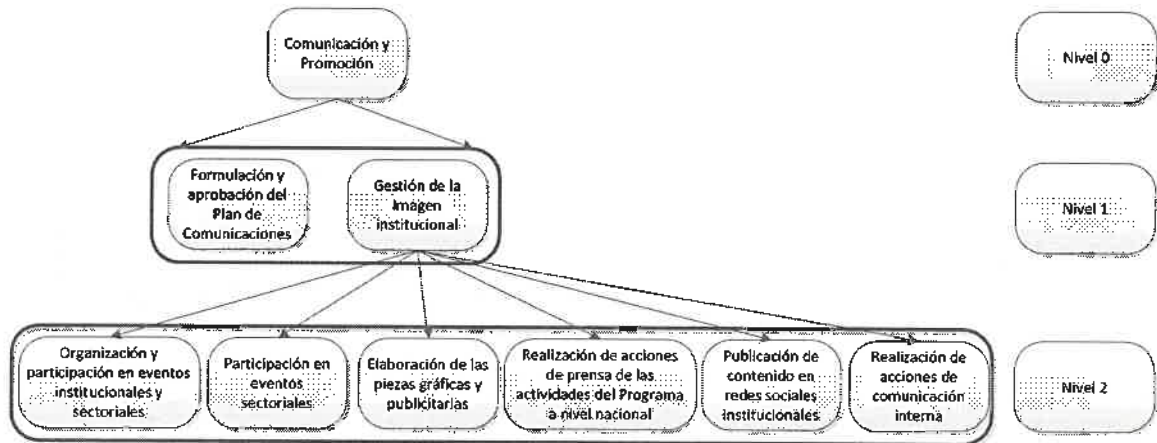 Comunicación y
Promoción
Nivel 0
Formulación y
aprobación del
Plan de
Comunicaciones
Gestión de la
Imagen
institucional
Nivel 1
Organización y
participación en eventos
institucionales y
sectoriales
Participación en
eventos
sectoriales
Elaboración de las
piezas gráficas y
publicitarias
Realización de acciones
de prensa de las
actividades del Programa
a nivel nacional
Publicación de
contenido en
redes sociales
institucionales
Realización de
acciones de
comunicación
interna
Nivel 2